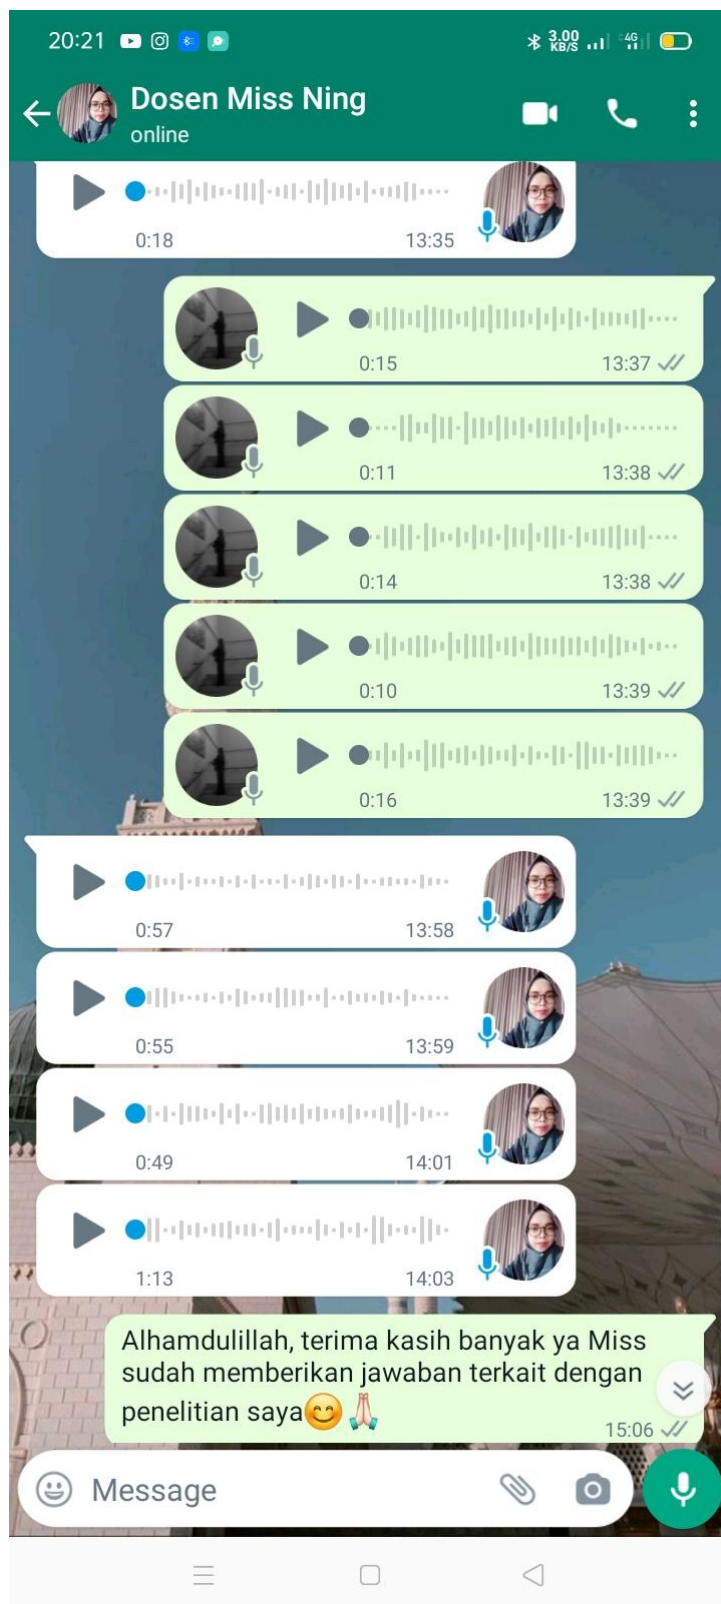 20:21
3.00
KB/S
4G
Dosen Miss Ning
online
0:18 13:35
0:15 13:37
0:11 13:38
0:14 13:38
0:10 13:39
0:16 13:39
0:57 13:58
0:55 13:59
0:49 14:01
1:13 14:03
Alhamdulillah, terima kasih banyak ya Miss
sudah memberikan jawaban terkait dengan
penelitian saya😊🙏🏻
15:06
Message